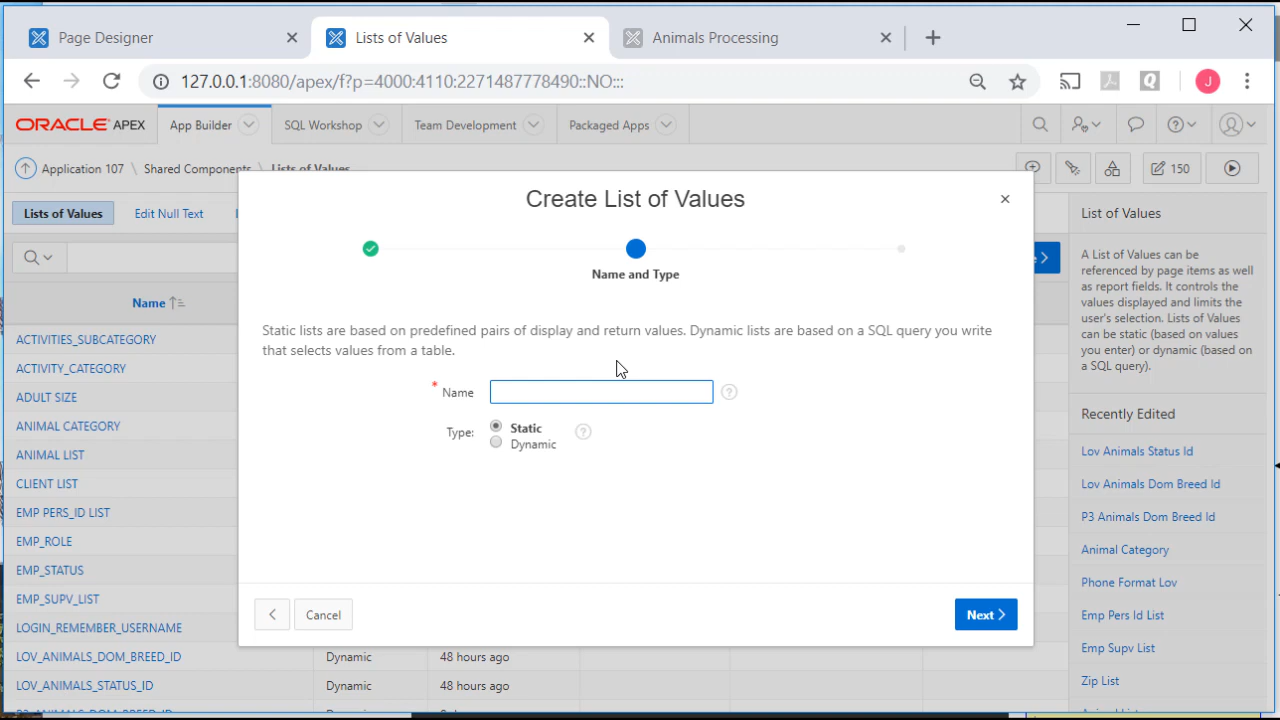 Page Designer
Lists of Values
Animals Processing
127.0.0.1:8080/apex/f?p=4000:4110:2271487778490::NO:::
J
ORACLE APEX
App Builder
SQL Workshop
Team Development
Packaged Apps
Application 107
Shared Components
Lists of Values
150
Lists of Values
Edit Null Text
Name
ACTIVITIES_SUBCATEGORY
ACTIVITY_CATEGORY
ADULT SIZE
ANIMAL CATEGORY
ANIMAL LIST
CLIENT LIST
EMP PERS_ID LIST
EMP_ROLE
EMP_STATUS
EMP_SUPV_LIST
LOGIN_REMEMBER_USERNAME
LOV_ANIMALS_DOM_BREED_ID Dynamic 48 hours ago
LOV_ANIMALS_STATUS_ID Dynamic 48 hours ago
Create List of Values
Name and Type
Static lists are based on predefined pairs of display and return values. Dynamic lists are based on a SQL query you write
that selects values from a table.
* Name
Type:
Static
Dynamic
Cancel
Next
List of Values
A List of Values can be
referenced by page items as
well as report fields. It controls the
values displayed and limits the
user's selection. Lists of Values
can be static (based on values
you enter) or dynamic (based on
a SQL query).
Recently Edited
Lov Animals Status Id
Lov Animals Dom Breed Id
P3 Animals Dom Breed Id
Animal Category
Phone Format Lov
Emp Pers Id List
Emp Supv List
Zip List